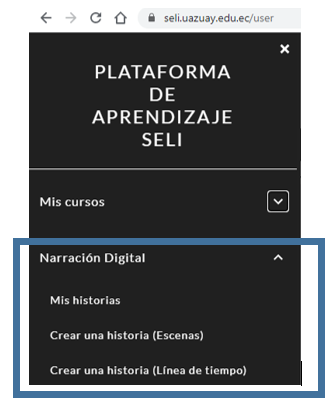 seli.uazuay.edu.ec/user
PLATAFORMA
DE
APRENDIZAJE
SELI
Mis cursos
Narración Digital
Mis historias
Crear una historia (Escenas)
Crear una historia (Línea de tiempo)